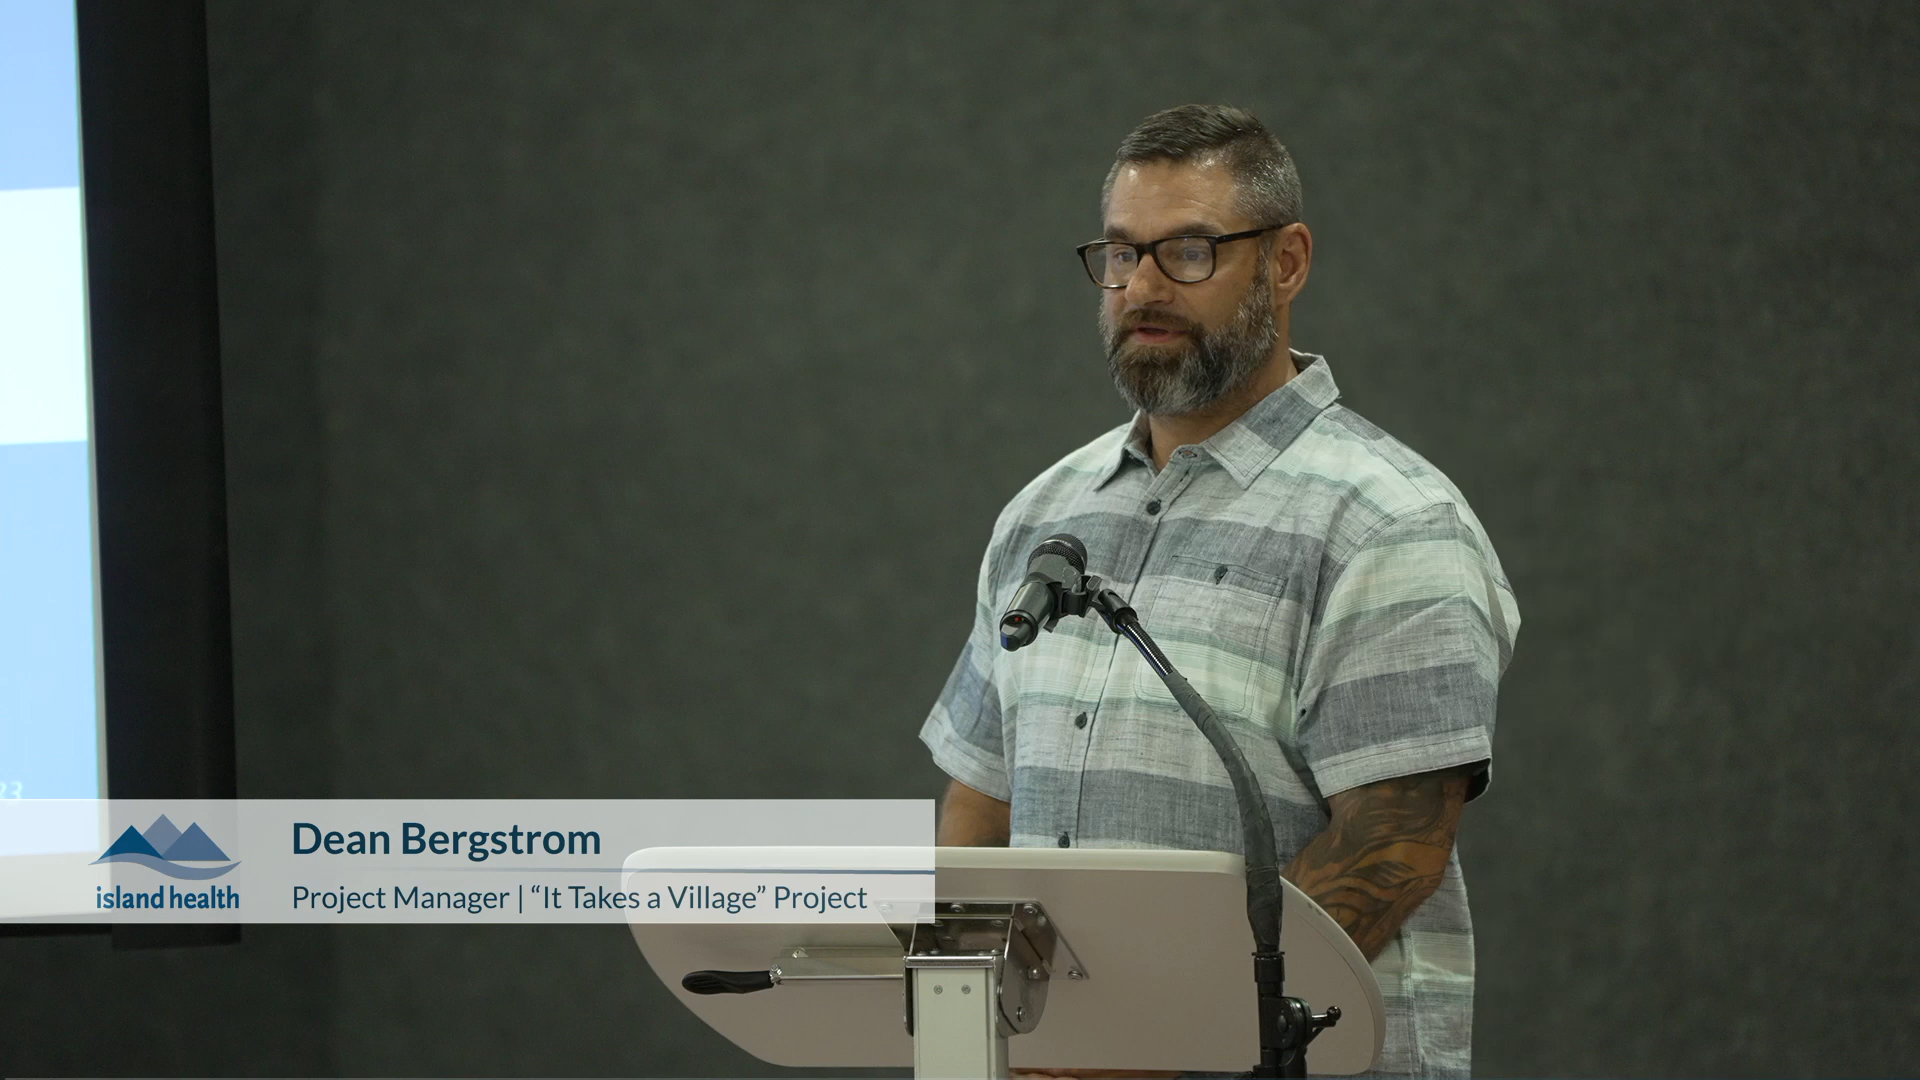 Dean Bergstrom
Project Manager | “It Takes a Village” Project
island health